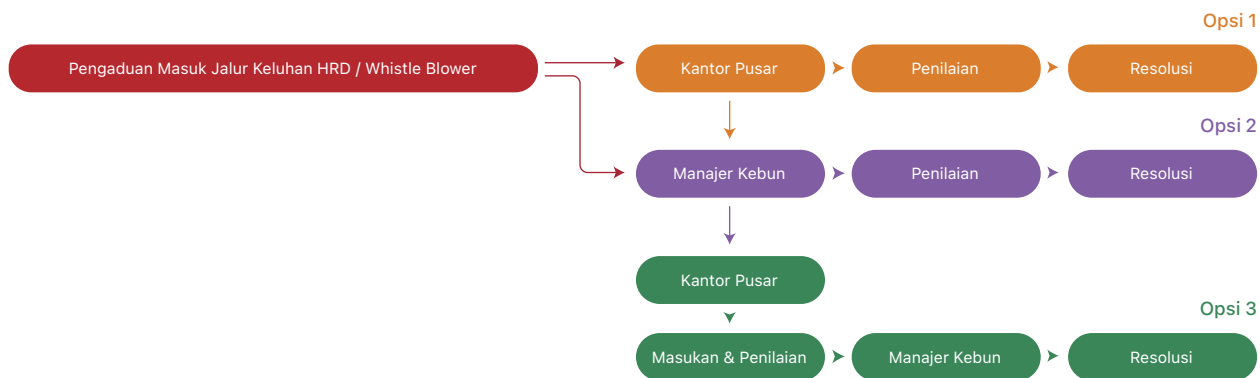 Opsi 1
Pengaduan Masuk Jalur Keluhan HRD / Whistle Blower
Kantor Pusar
Penilaian
Resolusi
Opsi 2
Manajer Kebun
Penilaian
Resolusi
Kantor Pusar
Opsi 3
Masukan & Penilaian
Manajer Kebun
Resolusi